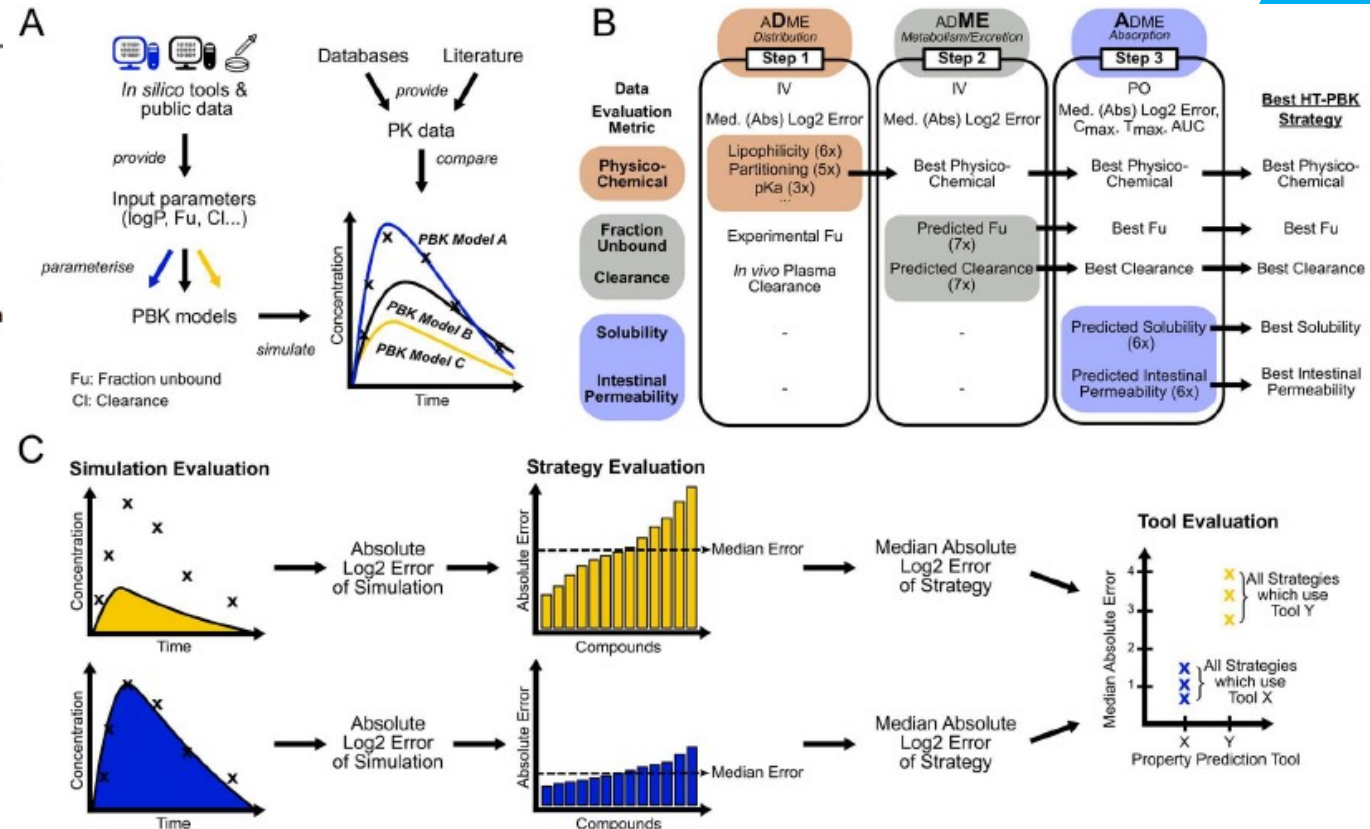 A
In silico tools &
public data
provide
Input parameters
(logP, Fu, Cl...)
parameterise
PBK models
simulate
Fu: Fraction unbound
Cl: Clearance
Databases
Literature
provide
PK data
compare
Concentration
PBK Model A
PBK Model B
PBK Model C
Time
B
Data
Evaluation
Metric
Physico-
Chemical
Fraction
Unbound
Clearance
Solubility
Intestinal
Permeability
ADME
Distribution
Step 1
IV
Med. (Abs) Log2 Error
Lipophilicity (6x)
Partitioning (5x)
pKa (3x)
...
Experimental Fu
In vivo Plasma
Clearance
-
-
ADME
Metabolism/Excretion
Step 2
IV
Med. (Abs) Log2 Error
Best Physico-
Chemical
Predicted Fu
(7x)
Predicted Clearance
(7x)
-
-
ADME
Absorption
Step 3
PO
Med. (Abs) Log2 Error,
Cmax, Tmax, AUC
Best Physico-
Chemical
Best Fu
Best Clearance
Predicted Solubility
(6x)
Predicted Intestinal
Permeability (6x)
Best HT-PBK
Strategy
Best Physico-
Chemical
Best Fu
Best Clearance
Best Solubility
Best Intestinal
Permeability
C
Simulation Evaluation
Concentration
Time
Absolute
Log2 Error
of Simulation
Strategy Evaluation
Absolute Error
Median Error
Compounds
Median Absolute
Log2 Error
of Strategy
Concentration
Time
Absolute
Log2 Error
of Simulation
Absolute Error
Median Error
Compounds
Median Absolute
Log2 Error
of Strategy
Tool Evaluation
Median Absolute Error
4
3
2
1
All Strategies
which use
Tool Y
All Strategies
which use
Tool X
X
Y
Property Prediction Tool